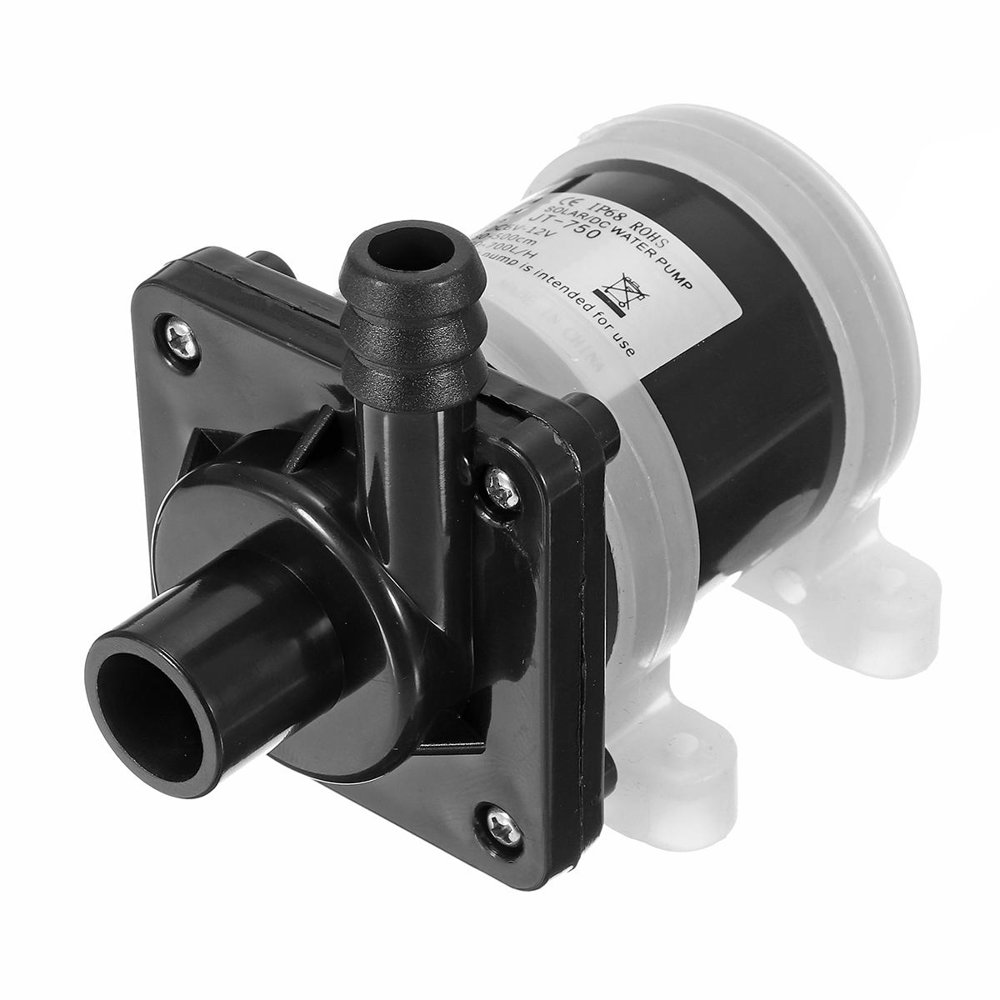 CE IP68 ROHS
SOLAR/DC WATER PUMP
JT-750
6V-12V
500cm
700L/H
pump is intended for use
MADE IN CHINA